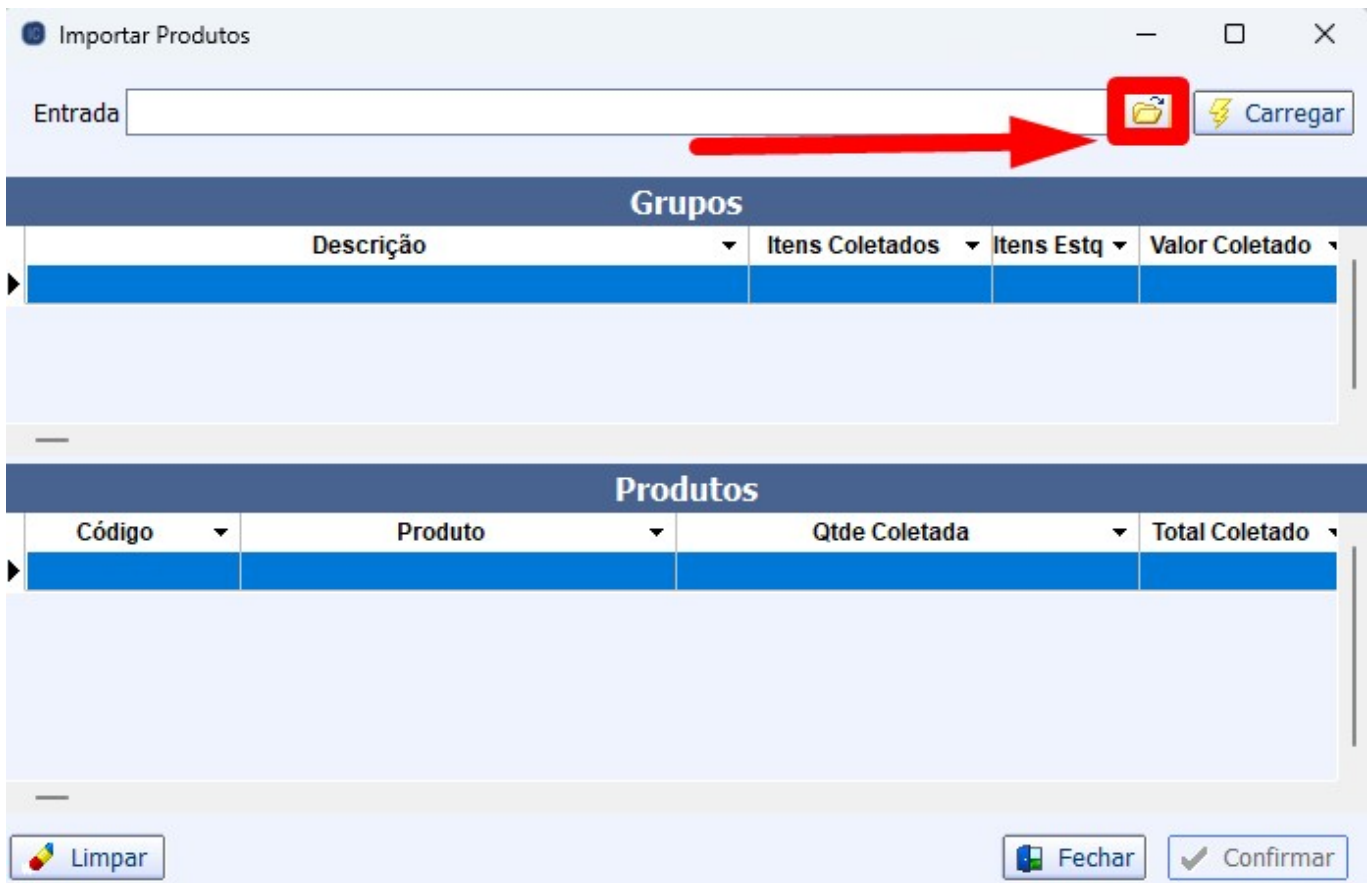 Importar Produtos
Entrada
Carregar
Grupos
Descrição Itens Coletados Itens Estq Valor Coletado
Produtos
Código Produto Qtde Coletada Total Coletado
Limpar Fechar Confirmar